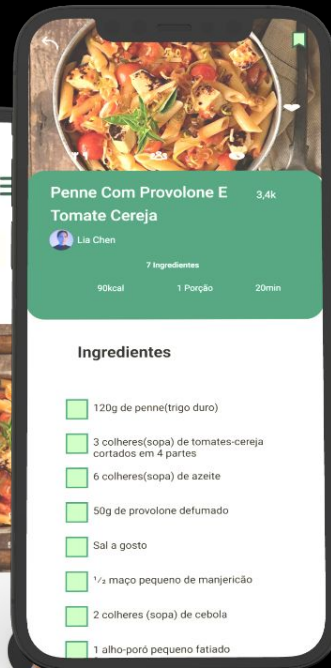 Penne Com Provolone E
3,4k
Tomate Cereja
Lia Chen
7 Ingredientes
90kcal 1 Porção 20min
Ingredientes
120g de penne(trigo duro)
3 colheres(sopa) de tomates-cereja
cortados em 4 partes
6 colheres(sopa) de azeite
50g de provolone defumado
Sal a gosto
1/2 maço pequeno de manjericão
2 colheres (sopa) de cebola
1 alho-poró pequeno fatiado